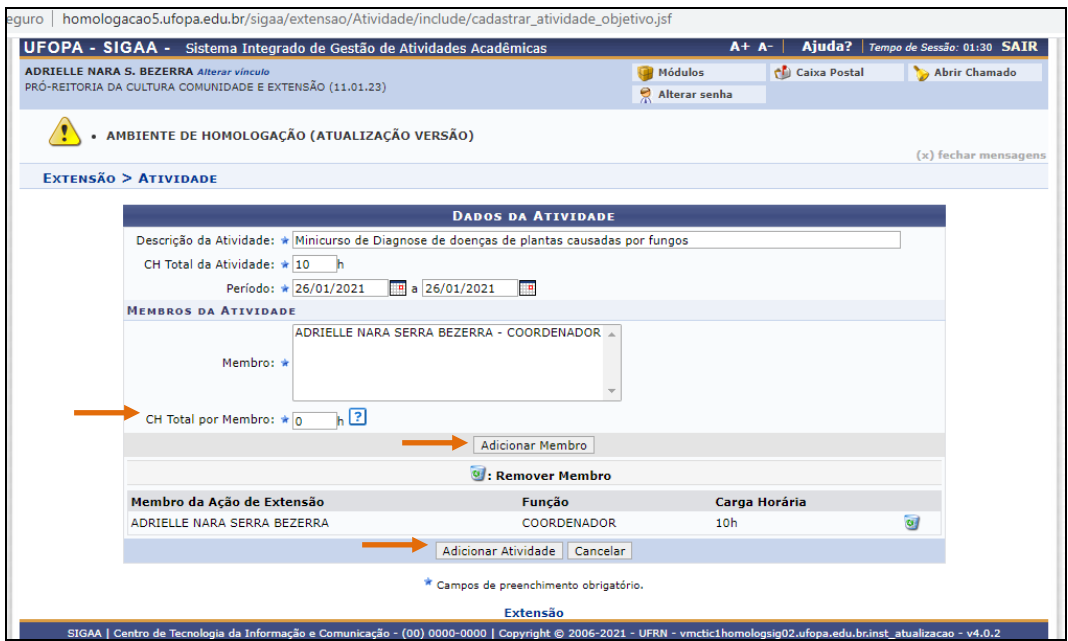 eguro | homologacao5.ufopa.edu.br/sigaa/extensao/Atividade/include/cadastrar_atividade_objetivo.jsf
UFOPA - SIGAA - Sistema Integrado de Gestão de Atividades Acadêmicas A+ A- | Ajuda? | Tempo de Sessão: 01:30 SAIR
ADRIELLE NARA S. BEZERRA Alterar vínculo Módulos Caixa Postal Abrir Chamado
PRÓ-REITORIA DA CULTURA COMUNIDADE E EXTENSÃO (11.01.23) Alterar senha
• AMBIENTE DE HOMOLOGAÇÃO (ATUALIZAÇÃO VERSÃO)
(x) fechar mensagens
EXTENSÃO > ATIVIDADE
DADOS DA ATIVIDADE
Descrição da Atividade: Minicurso de Diagnose de doenças de plantas causadas por fungos
CH Total da Atividade: 10 h
Período: 26/01/2021 a 26/01/2021
MEMBROS DA ATIVIDADE
ADRIELLE NARA SERRA BEZERRA - COORDENADOR
Membro:
CH Total por Membro: 0 h ?
Adicionar Membro
: Remover Membro
Membro da Ação de Extensão Função Carga Horária
ADRIELLE NARA SERRA BEZERRA COORDENADOR 10h
Adicionar Atividade Cancelar
Campos de preenchimento obrigatório.
Extensão
SIGAA | Centro de Tecnologia da Informação e Comunicação - (00) 0000-0000 | Copyright © 2006-2021 - UFRN - vmctic1homologsig02.ufopa.edu.br.inst_atualizacao - v4.0.2